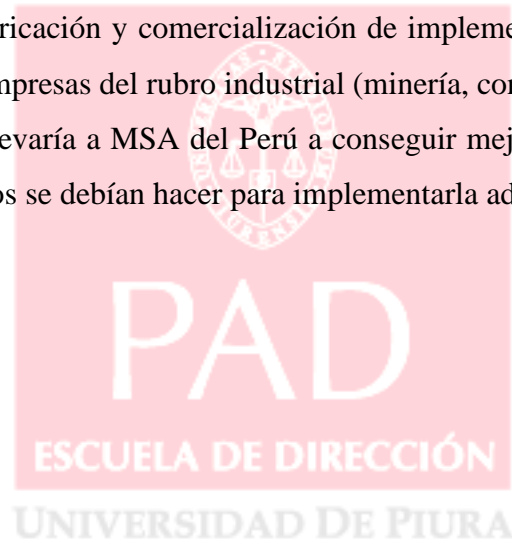 ricación y comercialización de impleme
mpresas del rubro industrial (minería, con
evaría a MSA del Perú a conseguir mej
os se debían hacer para implementarla ad
PAD
ESCUELA DE DIRECCIÓN
UNIVERSIDAD DE PIURA